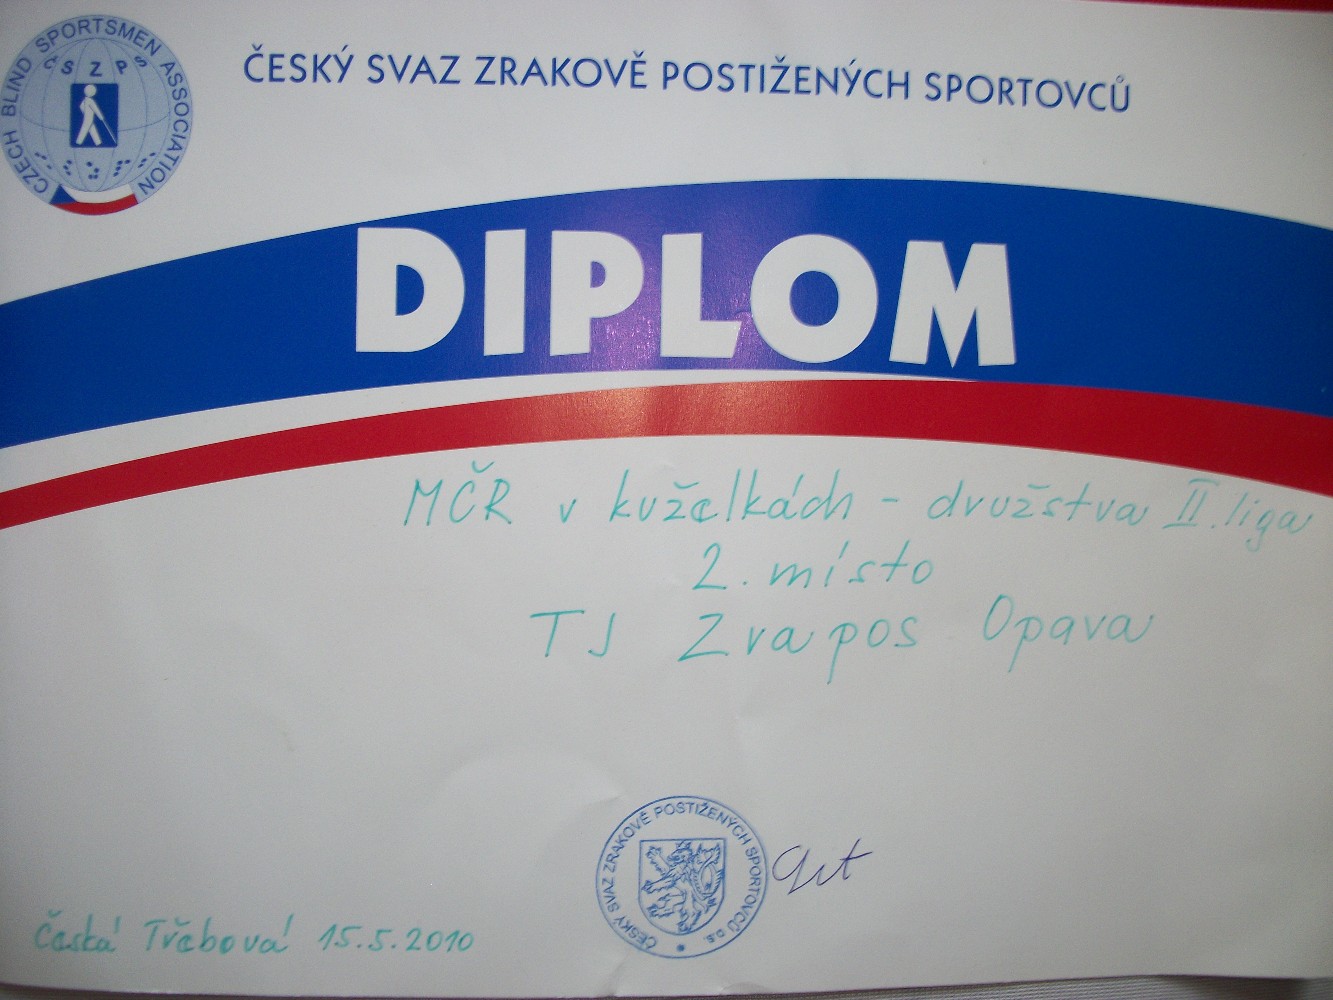 CZECH BLIND SPORTSMEN ASSOCIATION
ČSZPS
ČESKÝ SVAZ ZRAKOVĚ POSTIŽENÝCH SPORTOVCŮ
DIPLOM
MČR v kuželkách - družstva II. liga
2. místo
TJ Zrapos Opava
ČESKÝ SVAZ ZRAKOVĚ POSTIŽENÝCH SPORTOVCŮ o.s.
Česká Třebová 15.5.2010